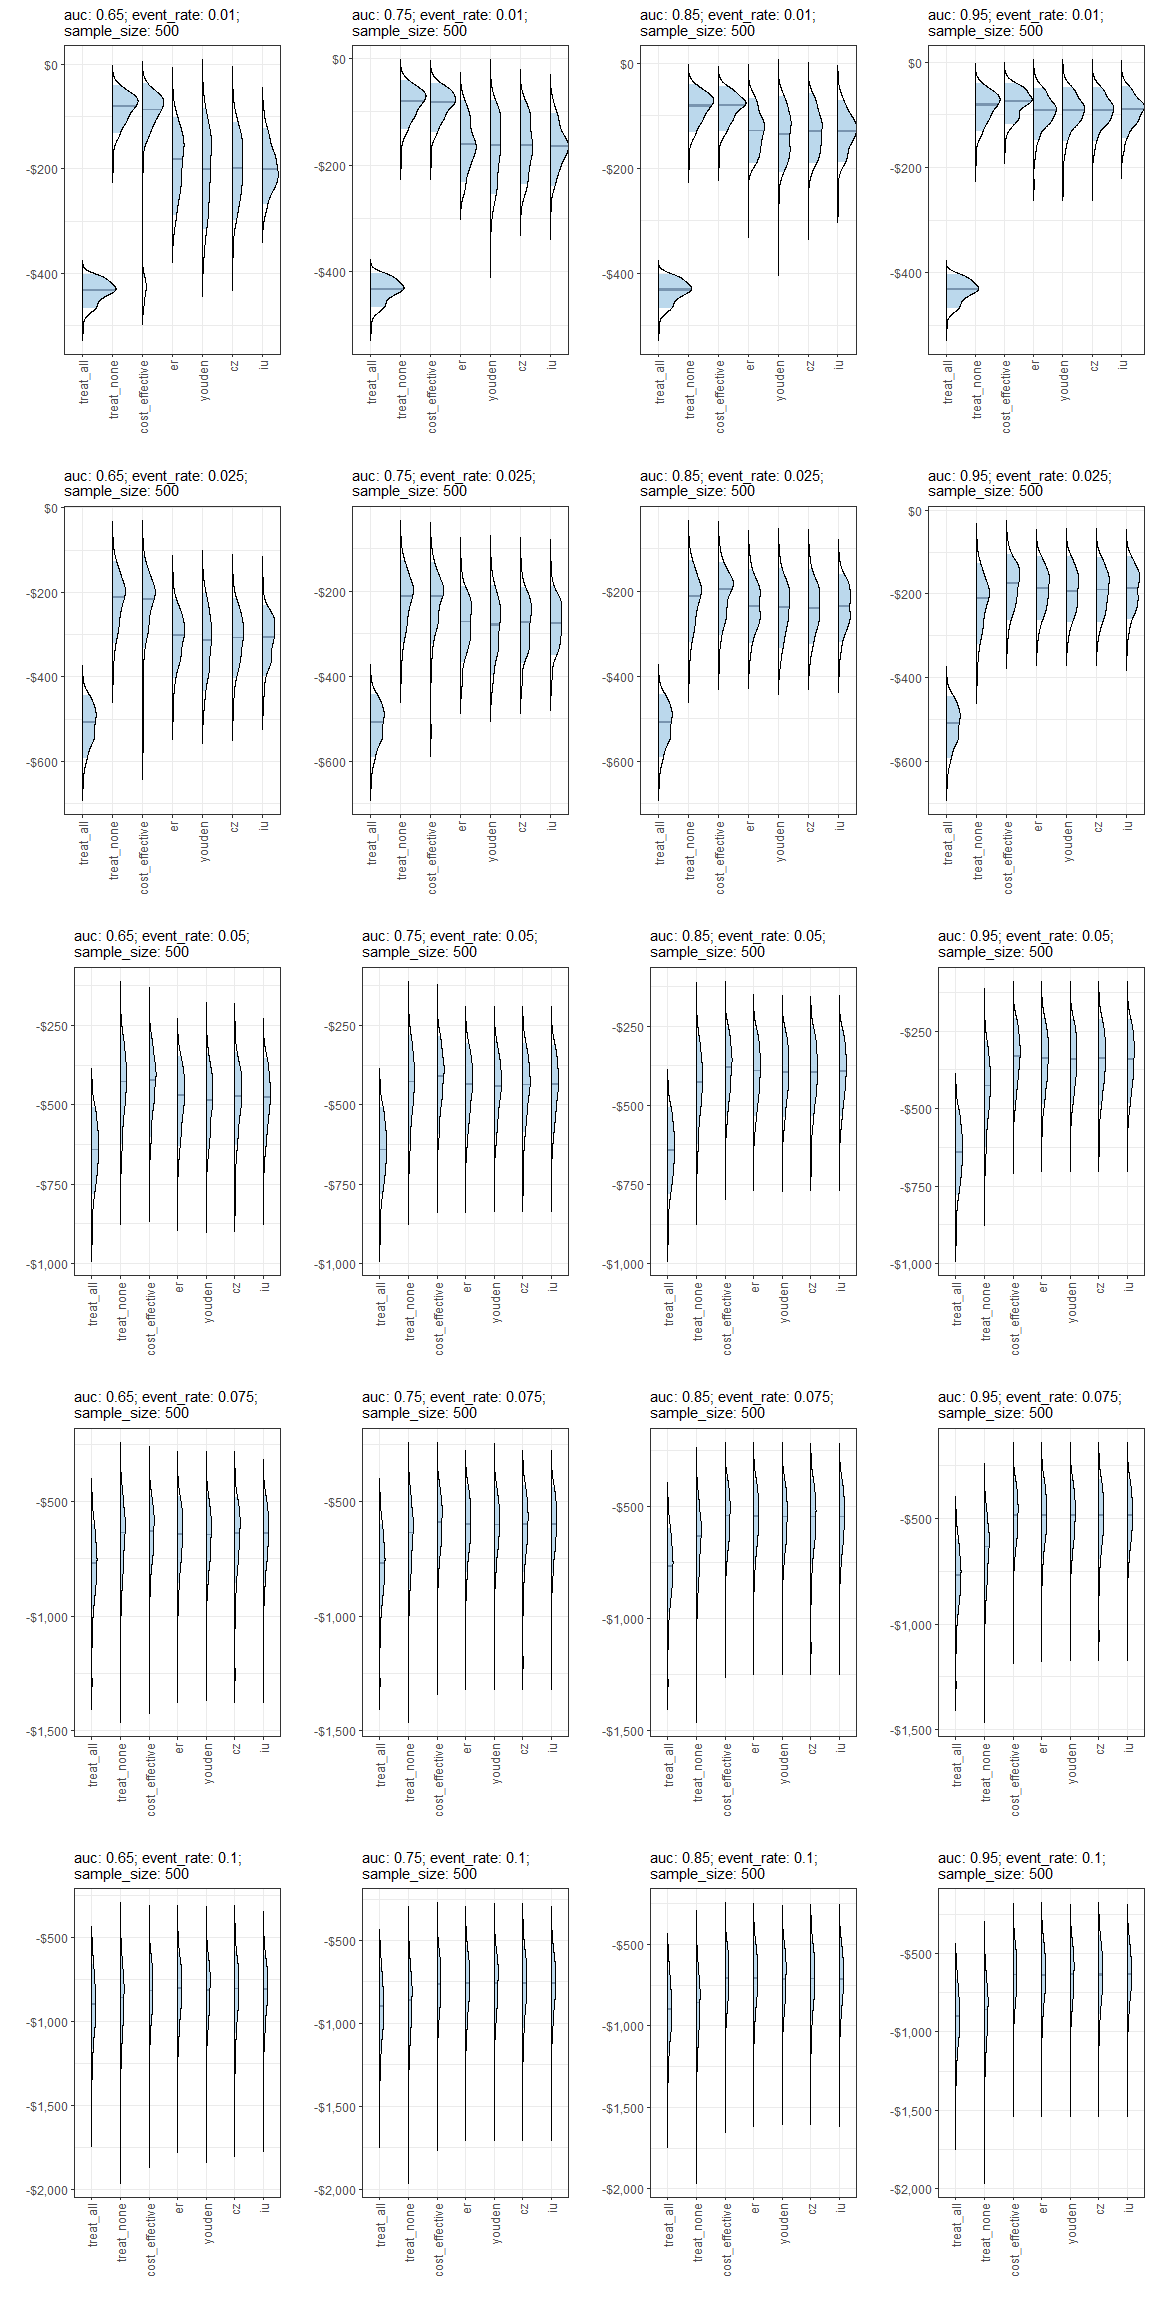 auc: 0.65; event_rate: 0.01;
sample_size: 500
$0
-$200
-$400
treat_all
treat_none
cost_effective
er
youden
cz
iu
auc: 0.75; event_rate: 0.01;
sample_size: 500
$0
-$200
-$400
treat_all
treat_none
cost_effective
er
youden
cz
iu
auc: 0.85; event_rate: 0.01;
sample_size: 500
$0
-$200
-$400
treat_all
treat_none
cost_effective
er
youden
cz
iu
auc: 0.95; event_rate: 0.01;
sample_size: 500
$0
-$200
-$400
treat_all
treat_none
cost_effective
er
youden
cz
iu
auc: 0.65; event_rate: 0.025;
sample_size: 500
$0
-$200
-$400
-$600
treat_all
treat_none
cost_effective
er
youden
cz
iu
auc: 0.75; event_rate: 0.025;
sample_size: 500
-$200
-$400
-$600
treat_all
treat_none
cost_effective
er
youden
cz
iu
auc: 0.85; event_rate: 0.025;
sample_size: 500
-$200
-$400
-$600
treat_all
treat_none
cost_effective
er
youden
cz
iu
auc: 0.95; event_rate: 0.025;
sample_size: 500
$0
-$200
-$400
-$600
treat_all
treat_none
cost_effective
er
youden
cz
iu
auc: 0.65; event_rate: 0.05;
sample_size: 500
-$250
-$500
-$750
-$1,000
treat_all
treat_none
cost_effective
er
youden
cz
iu
auc: 0.75; event_rate: 0.05;
sample_size: 500
-$250
-$500
-$750
-$1,000
treat_all
treat_none
cost_effective
er
youden
cz
iu
auc: 0.85; event_rate: 0.05;
sample_size: 500
-$250
-$500
-$750
-$1,000
treat_all
treat_none
cost_effective
er
youden
cz
iu
auc: 0.95; event_rate: 0.05;
sample_size: 500
-$250
-$500
-$750
-$1,000
treat_all
treat_none
cost_effective
er
youden
cz
iu
auc: 0.65; event_rate: 0.075;
sample_size: 500
-$500
-$1,000
-$1,500
treat_all
treat_none
cost_effective
er
youden
cz
iu
auc: 0.75; event_rate: 0.075;
sample_size: 500
-$500
-$1,000
-$1,500
treat_all
treat_none
cost_effective
er
youden
cz
iu
auc: 0.85; event_rate: 0.075;
sample_size: 500
-$500
-$1,000
-$1,500
treat_all
treat_none
cost_effective
er
youden
cz
iu
auc: 0.95; event_rate: 0.075;
sample_size: 500
-$500
-$1,000
-$1,500
treat_all
treat_none
cost_effective
er
youden
cz
iu
auc: 0.65; event_rate: 0.1;
sample_size: 500
-$500
-$1,000
-$1,500
-$2,000
treat_all
treat_none
cost_effective
er
youden
cz
iu
auc: 0.75; event_rate: 0.1;
sample_size: 500
-$500
-$1,000
-$1,500
-$2,000
treat_all
treat_none
cost_effective
er
youden
cz
iu
auc: 0.85; event_rate: 0.1;
sample_size: 500
-$500
-$1,000
-$1,500
-$2,000
treat_all
treat_none
cost_effective
er
youden
cz
iu
auc: 0.95; event_rate: 0.1;
sample_size: 500
-$500
-$1,000
-$1,500
-$2,000
treat_all
treat_none
cost_effective
er
youden
cz
iu